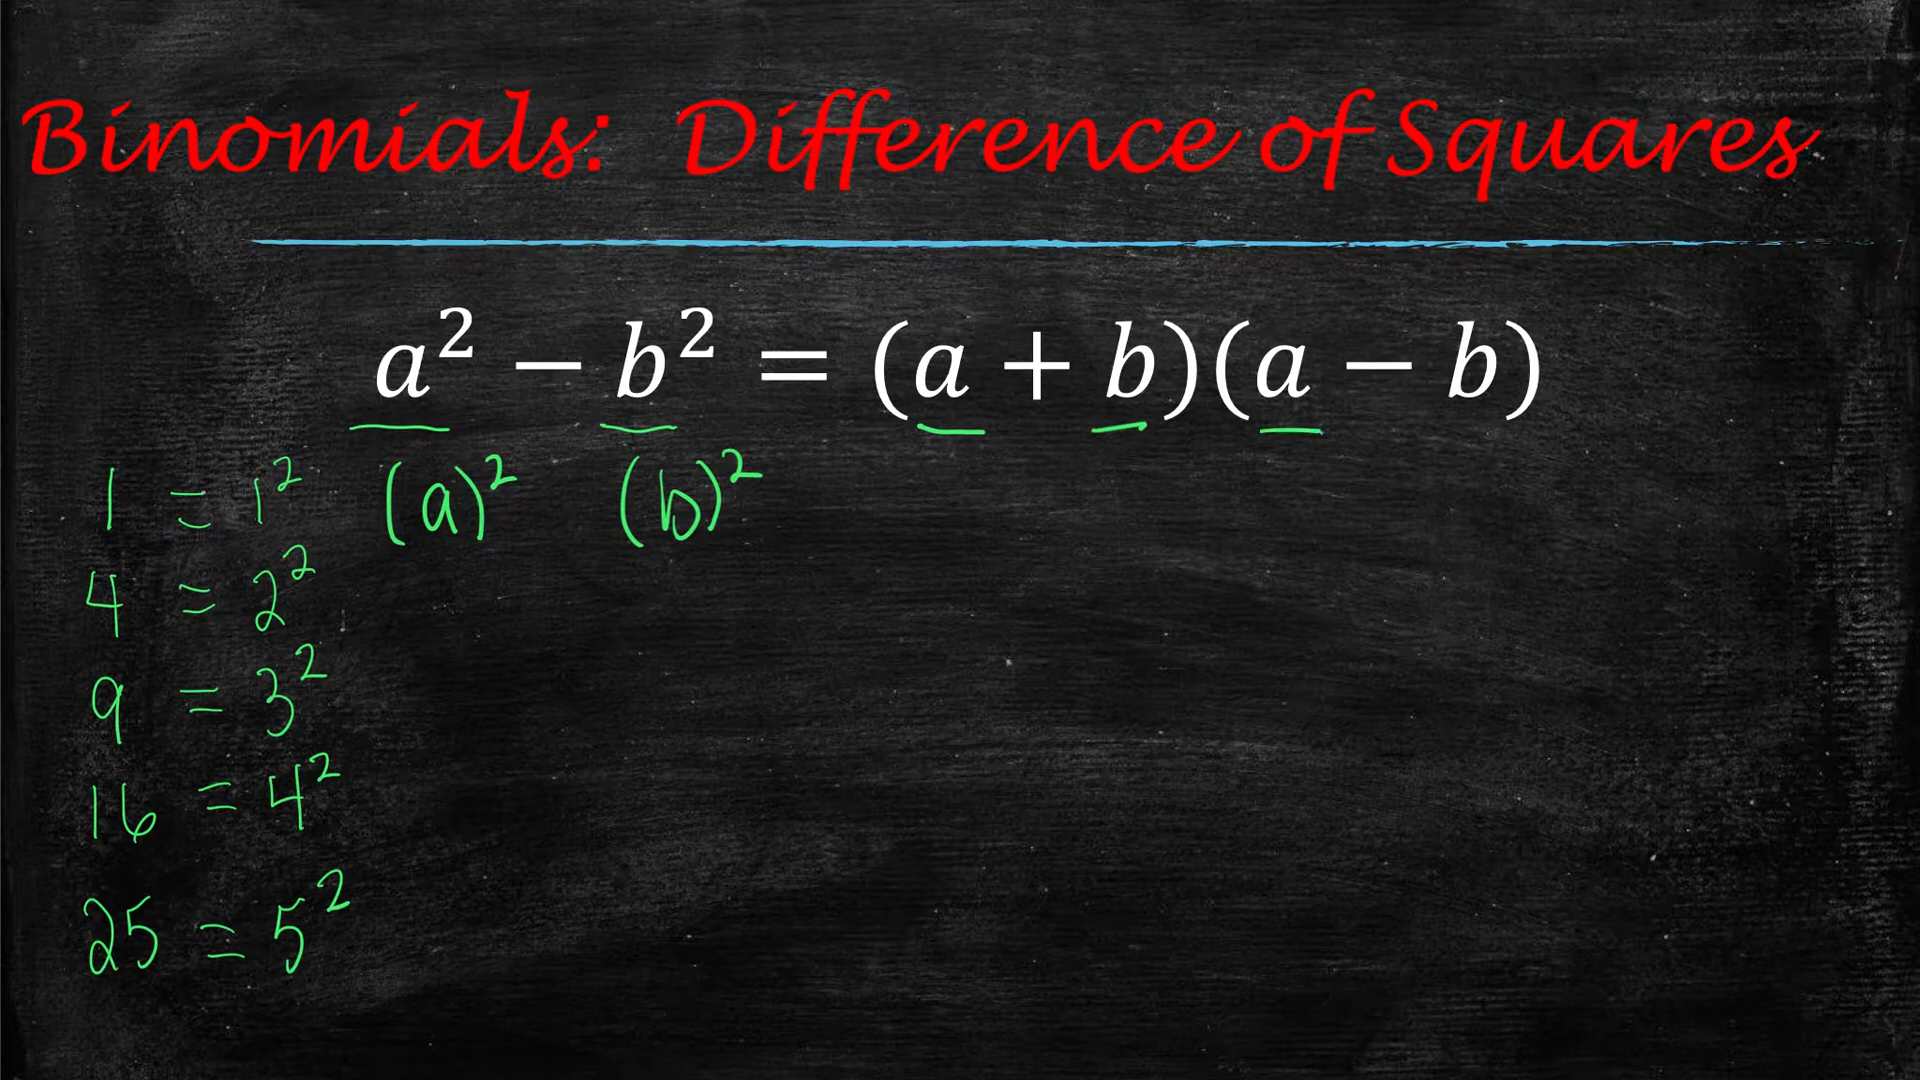 Binomials: Difference of Squares
a² − b² = (a + b)(a − b)
1 = 1² (a)² (b)²
4 = 2²
9 = 3²
16 = 4²
25 = 5²